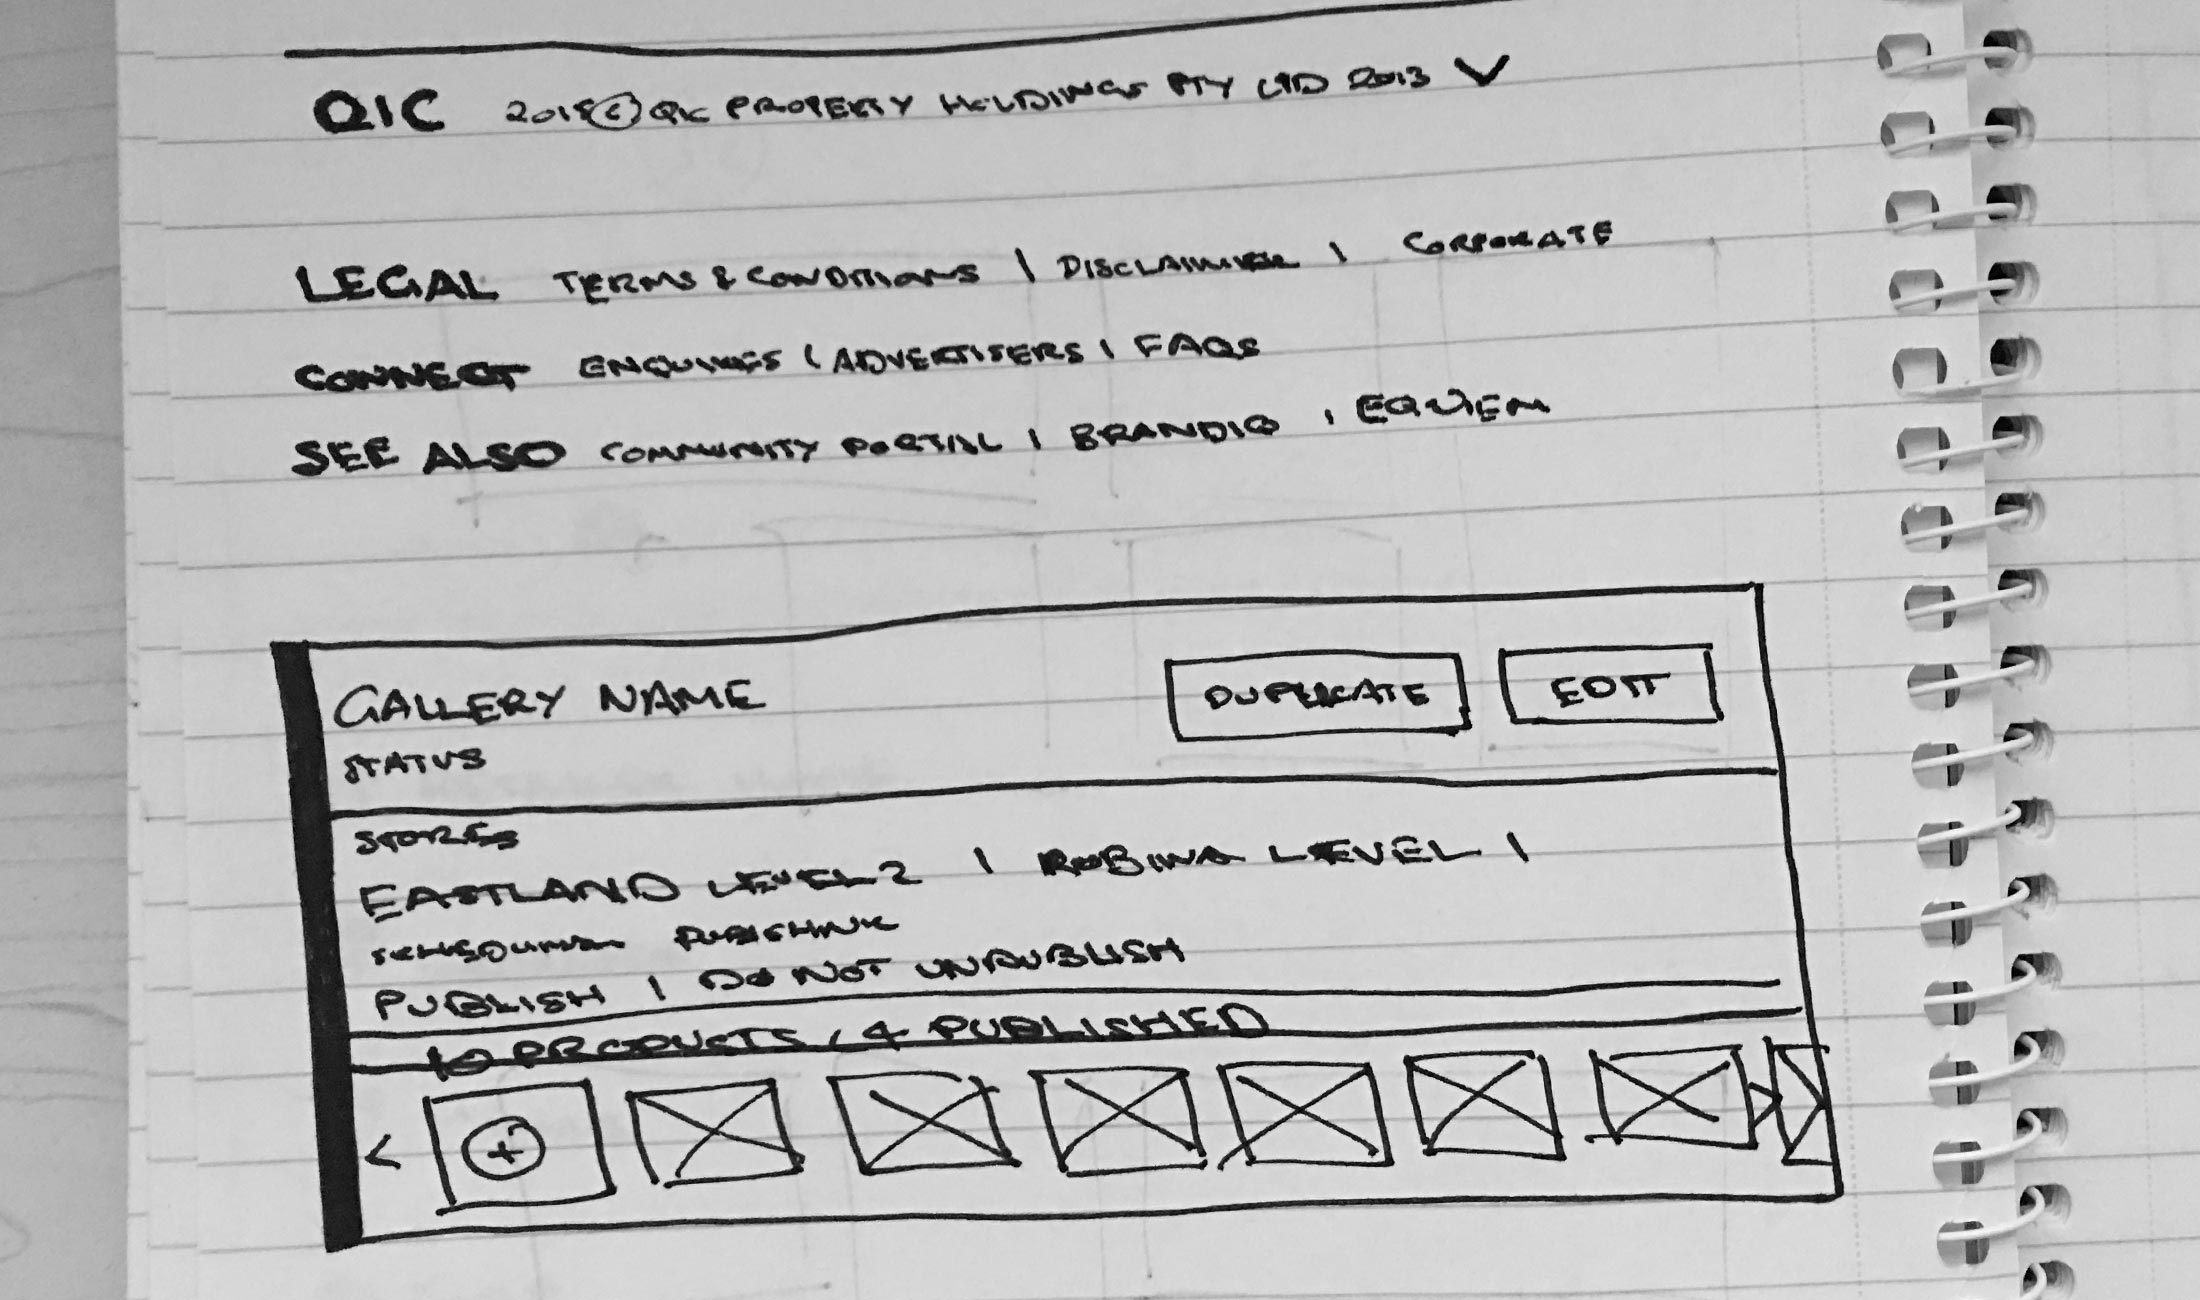 QIC 2018 © QIC PROPERTY HOLDINGS PTY LTD 2013
LEGAL TERMS & CONDITIONS | DISCLAIMER | CORPORATE
CONNECT ENQUIRIES | ADVERTISERS | FAQS
SEE ALSO COMMUNITY PORTAL | BRANDIQ | EQUIEM
GALLERY NAME
DUPLICATE
EDIT
STATUS
STORES
EASTLAND LEVEL 2 | ROBINA LEVEL 1
PUBLISHING
PUBLISH | DO NOT UNPUBLISH
10 PRODUCTS, 4 PUBLISHED